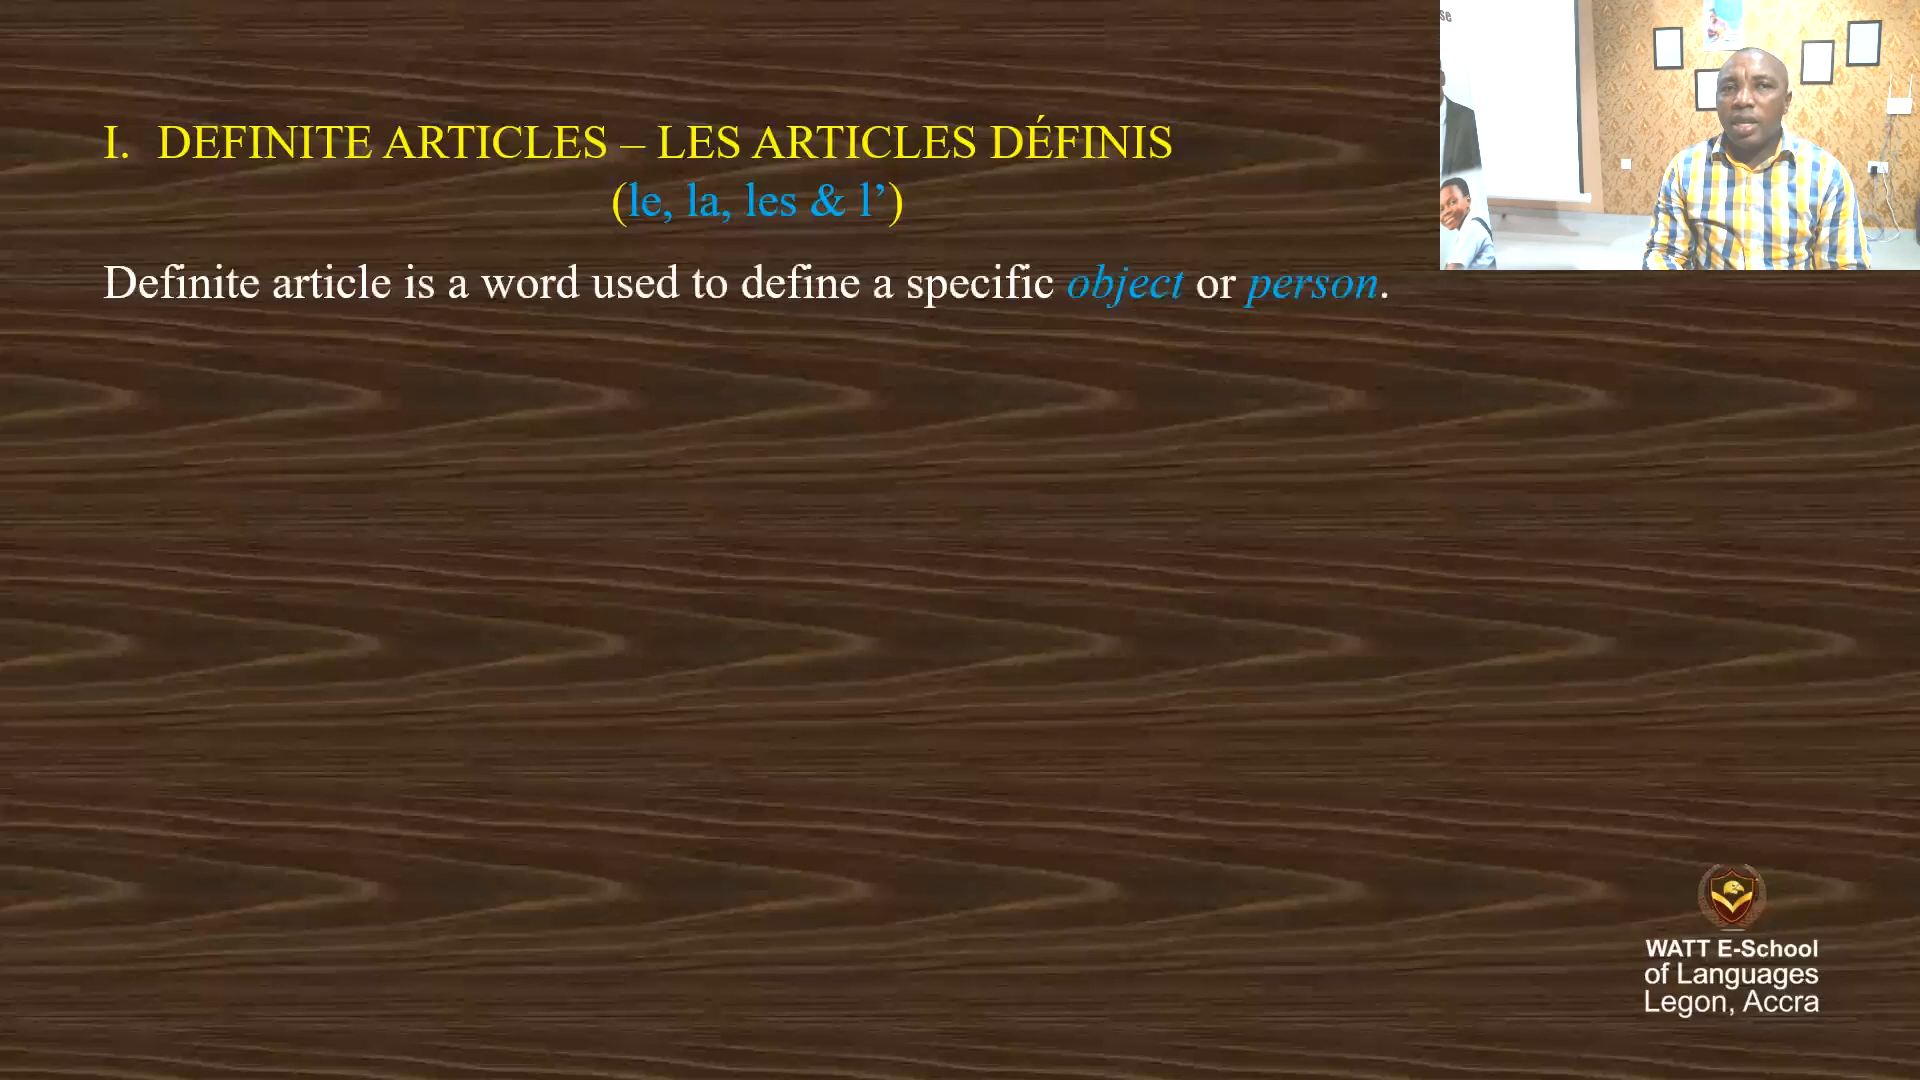 I. DEFINITE ARTICLES – LES ARTICLES DÉFINIS
(le, la, les & l’)
Definite article is a word used to define a specific object or person.
se
WATT E-School
of Languages
Legon, Accra